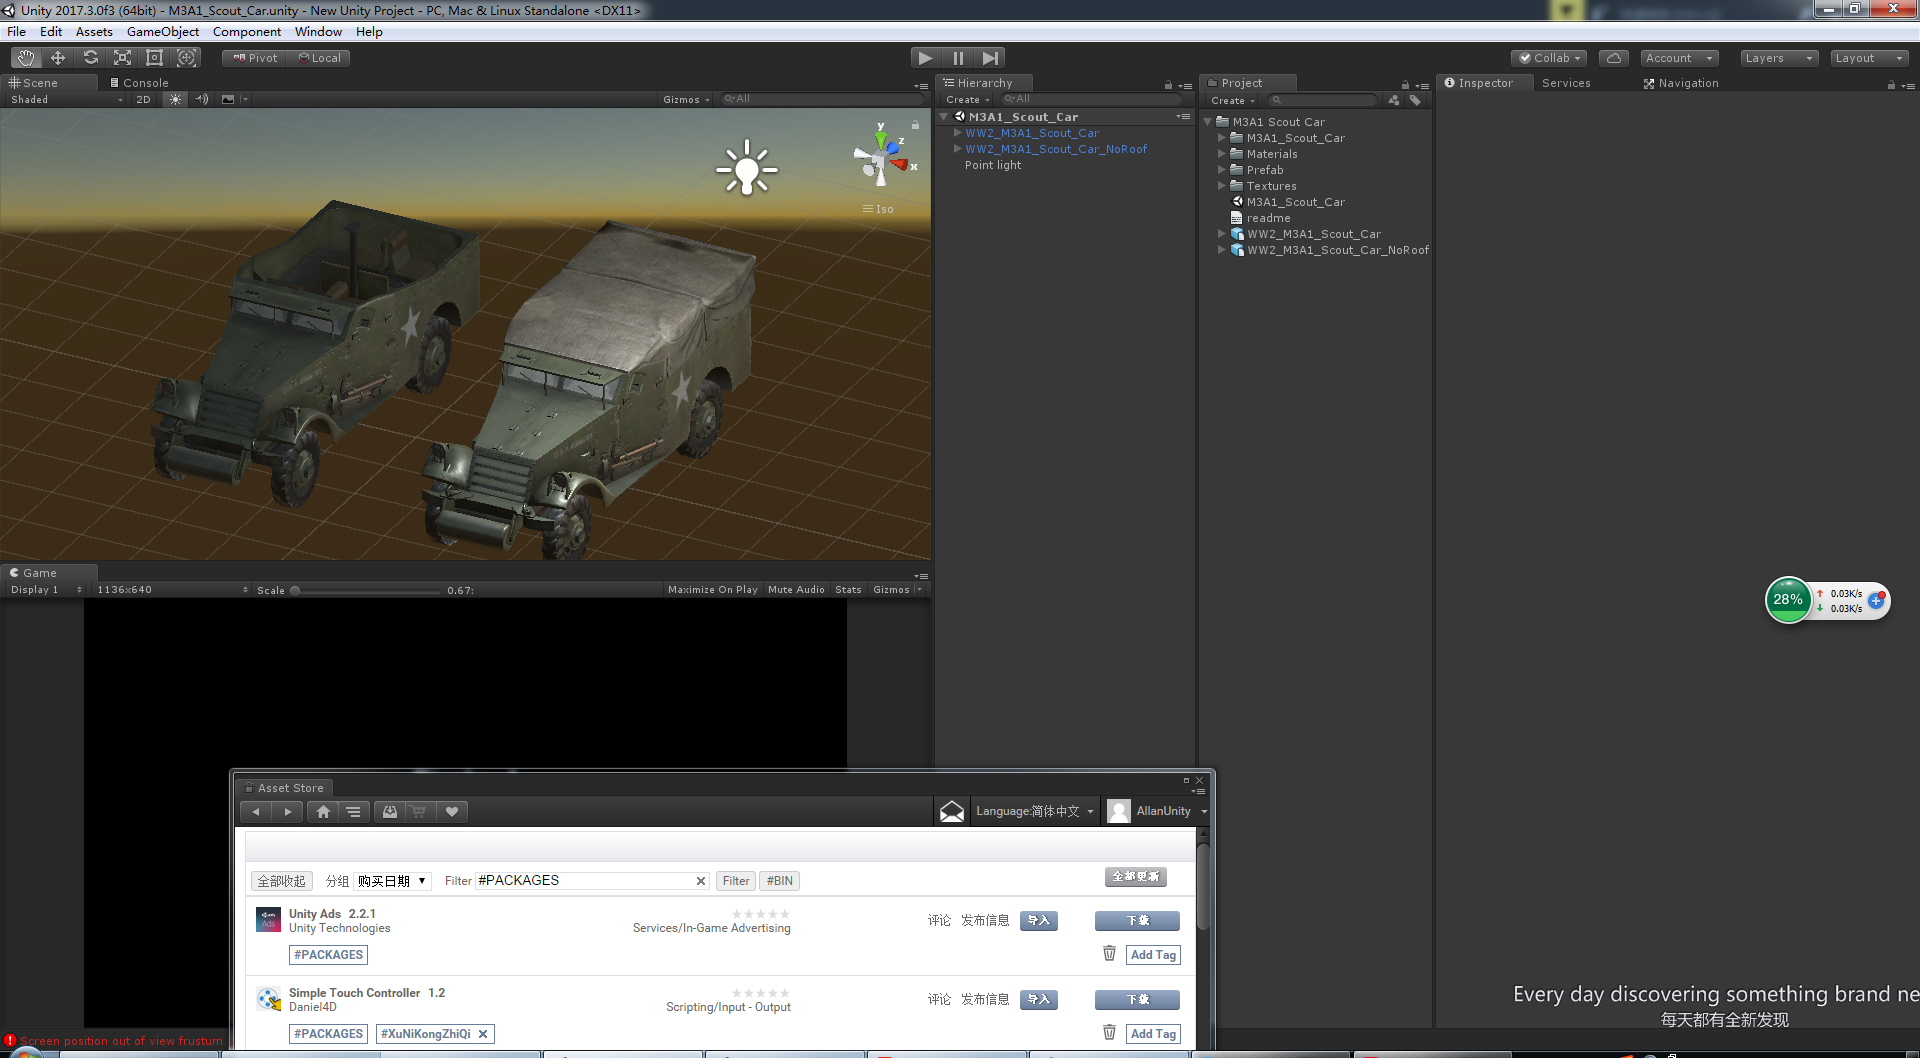 Unity 2017.3.0f3 (64bit) - M3A1_Scout_Car.unity - New Unity Project - PC, Mac & Linux Standalone <DX11>
File Edit Assets GameObject Component Window Help
Pivot Local
Collab Account Layers Layout
Scene Console
Shaded 2D Gizmos All
y z x
Iso
Hierarchy
Create All
M3A1_Scout_Car
WW2_M3A1_Scout_Car
WW2_M3A1_Scout_Car_NoRoof
Point light
Project
Create
M3A1 Scout Car
M3A1_Scout_Car
Materials
Prefab
Textures
M3A1_Scout_Car
readme
WW2_M3A1_Scout_Car
WW2_M3A1_Scout_Car_NoRoof
Inspector Services Navigation
28% 0.03K/s
0.03K/s
Game
Display 1 1136x640 Scale 0.67: Maximize On Play Mute Audio Stats Gizmos
Asset Store
Language:简体中文 AllanUnity
全部收起 分组 购买日期 Filter #PACKAGES Filter #BIN 全部更新
Unity Ads 2.2.1
Unity Technologies Services/In-Game Advertising 评论 发布信息 导入 下载
#PACKAGES Add Tag
Simple Touch Controller 1.2
Daniel4D Scripting/Input - Output 评论 发布信息 导入 下载
#PACKAGES #XuNiKongZhiQi Add Tag
Every day discovering something brand ne
每天都有全新发现
Screen position out of view frustum